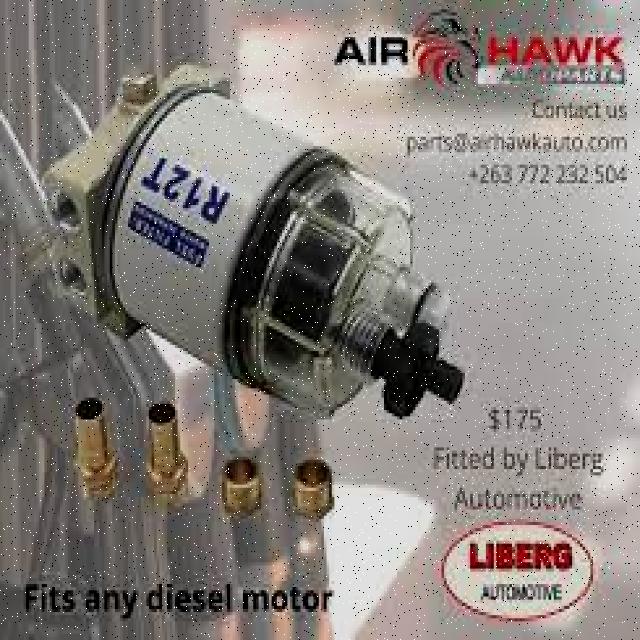 AIR HAWK
AUTOPARTS
Contact us
parts@airhawkauto.com
+263 772 232 504
R12T
$175
Fitted by Liberg
Automotive
LIBERG
AUTOMOTIVE
Fits any diesel motor